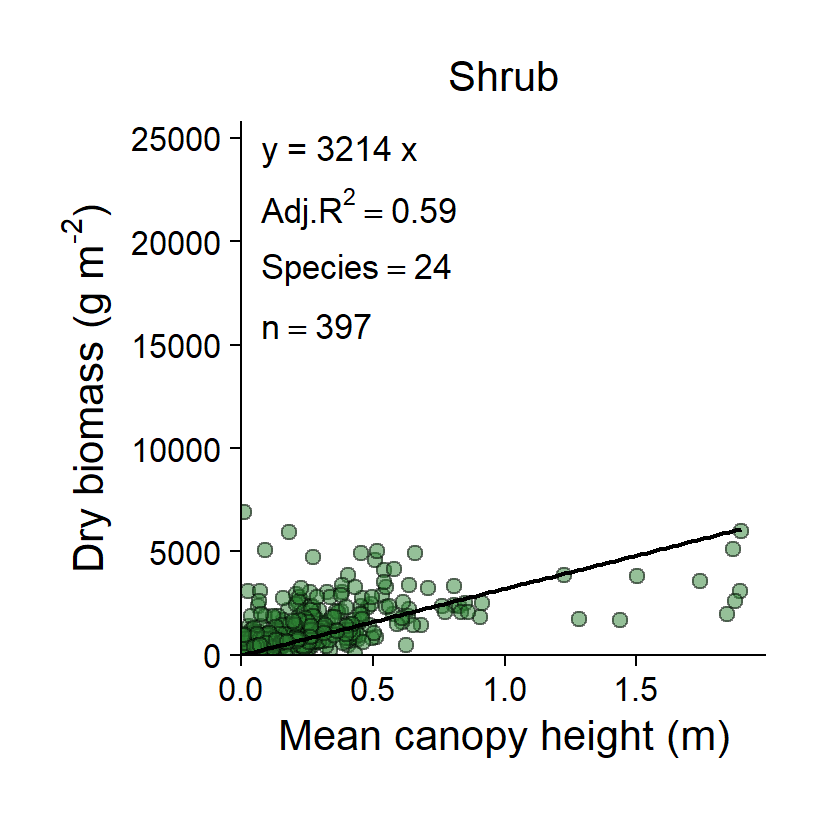 Shrub
25000
20000
15000
10000
5000
0
Dry biomass (g m⁻²)
y = 3214 x
Adj.R² = 0.59
Species = 24
n = 397
0.0 0.5 1.0 1.5
Mean canopy height (m)